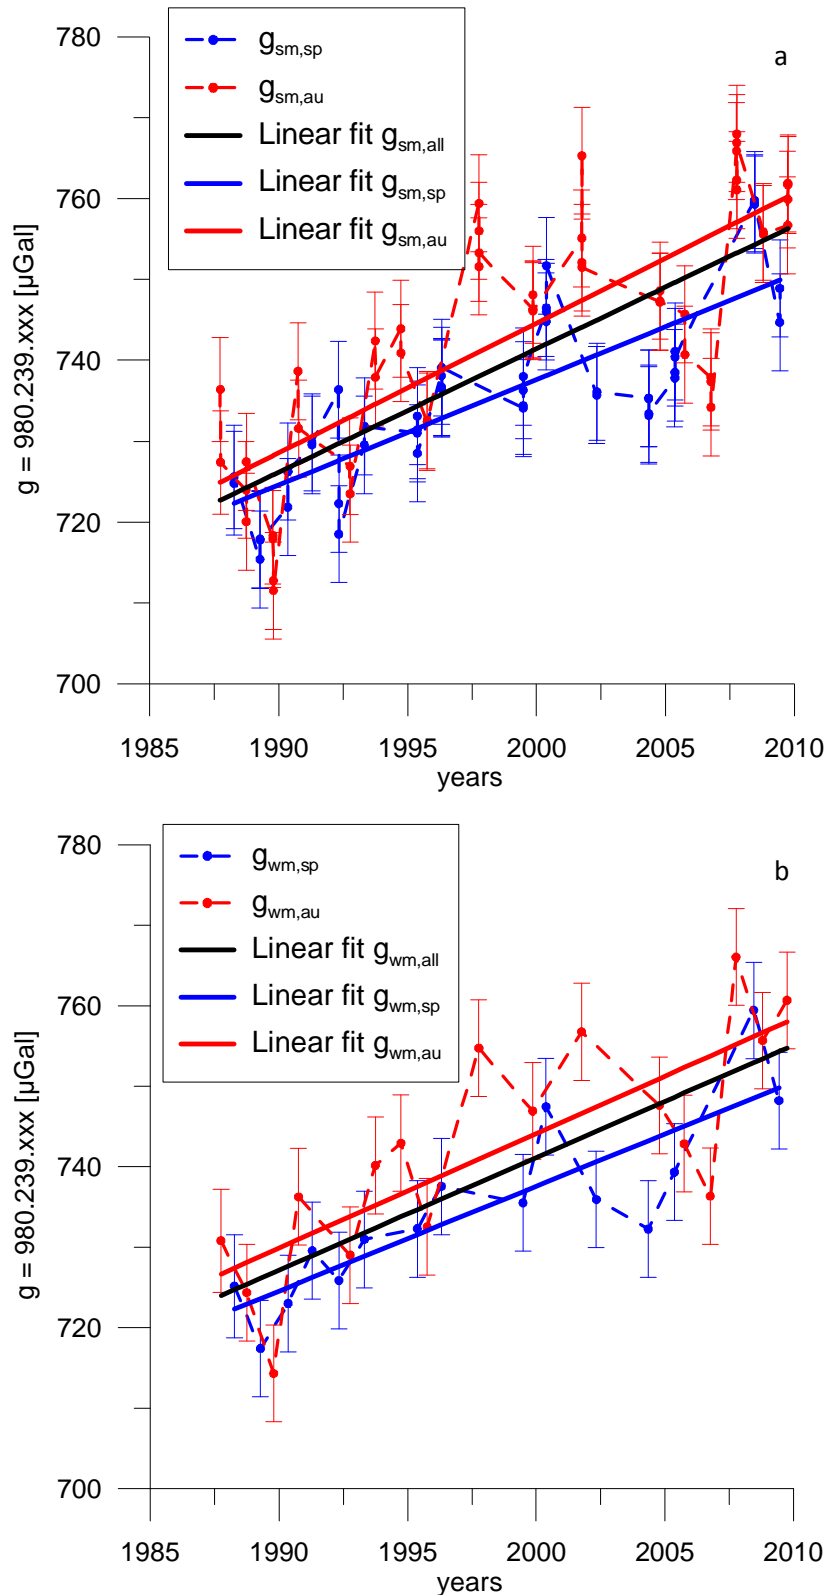 780
760
740
720
700
g = 980.239.xxx [µGal]
g_sm,sp
g_sm,au
Linear fit g_sm,all
Linear fit g_sm,sp
Linear fit g_sm,au
a
1985 1990 1995 2000 2005 2010
years
780
760
740
720
700
g = 980.239.xxx [µGal]
g_wm,sp
g_wm,au
Linear fit g_wm,all
Linear fit g_wm,sp
Linear fit g_wm,au
b
1985 1990 1995 2000 2005 2010
years